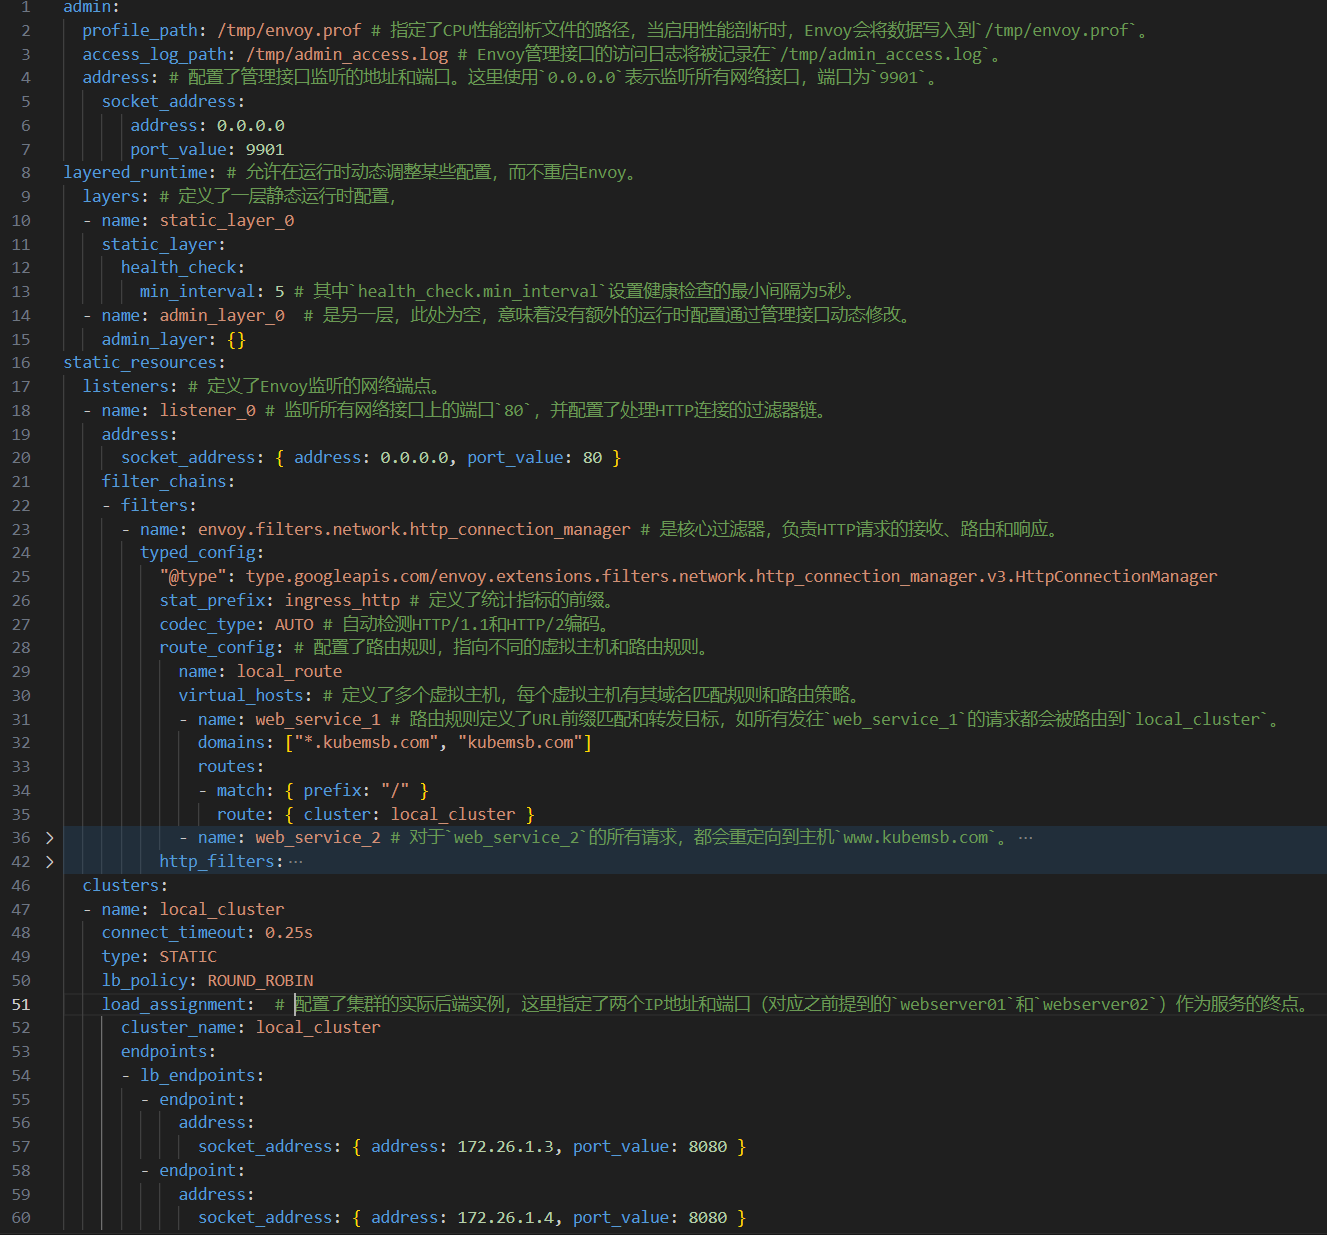 1 admin:
2 profile_path: /tmp/envoy.prof # 指定了CPU性能剖析文件的路径，当启用性能剖析时，Envoy会将数据写入到`/tmp/envoy.prof`。
3 access_log_path: /tmp/admin_access.log # Envoy管理接口的访问日志将被记录在`/tmp/admin_access.log`。
4 address: # 配置了管理接口监听的地址和端口。这里使用`0.0.0.0`表示监听所有网络接口，端口为`9901`。
5 socket_address:
6 address: 0.0.0.0
7 port_value: 9901
8 layered_runtime: # 允许在运行时动态调整某些配置，而不重启Envoy。
9 layers: # 定义了一层静态运行时配置，
10 - name: static_layer_0
11 static_layer:
12 health_check:
13 min_interval: 5 # 其中`health_check.min_interval`设置健康检查的最小间隔为5秒。
14 - name: admin_layer_0  # 是另一层，此处为空，意味着没有额外的运行时配置通过管理接口动态修改。
15 admin_layer: {}
16 static_resources:
17 listeners: # 定义了Envoy监听的网络端点。
18 - name: listener_0 # 监听所有网络接口上的端口`80`，并配置了处理HTTP连接的过滤器链。
19 address:
20 socket_address: { address: 0.0.0.0, port_value: 80 }
21 filter_chains:
22 - filters:
23 - name: envoy.filters.network.http_connection_manager # 是核心过滤器，负责HTTP请求的接收、路由和响应。
24 typed_config:
25 "@type": type.googleapis.com/envoy.extensions.filters.network.http_connection_manager.v3.HttpConnectionManager
26 stat_prefix: ingress_http # 定义了统计指标的前缀。
27 codec_type: AUTO # 自动检测HTTP/1.1和HTTP/2编码。
28 route_config: # 配置了路由规则，指向不同的虚拟主机和路由规则。
29 name: local_route
30 virtual_hosts: # 定义了多个虚拟主机，每个虚拟主机有其域名匹配规则和路由策略。
31 - name: web_service_1 # 路由规则定义了URL前缀匹配和转发目标，如所有发往`web_service_1`的请求都会被路由到`local_cluster`。
32 domains: ["*.kubemsb.com", "kubemsb.com"]
33 routes:
34 - match: { prefix: "/" }
35 route: { cluster: local_cluster }
36 - name: web_service_2 # 对于`web_service_2`的所有请求，都会重定向到主机`www.kubemsb.com`。 ⋯
42 http_filters: ⋯
46 clusters:
47 - name: local_cluster
48 connect_timeout: 0.25s
49 type: STATIC
50 lb_policy: ROUND_ROBIN
51 load_assignment:  # 配置了集群的实际后端实例，这里指定了两个IP地址和端口（对应之前提到的`webserver01`和`webserver02`）作为服务的终点。
52 cluster_name: local_cluster
53 endpoints:
54 - lb_endpoints:
55 - endpoint:
56 address:
57 socket_address: { address: 172.26.1.3, port_value: 8080 }
58 - endpoint:
59 address:
60 socket_address: { address: 172.26.1.4, port_value: 8080 }